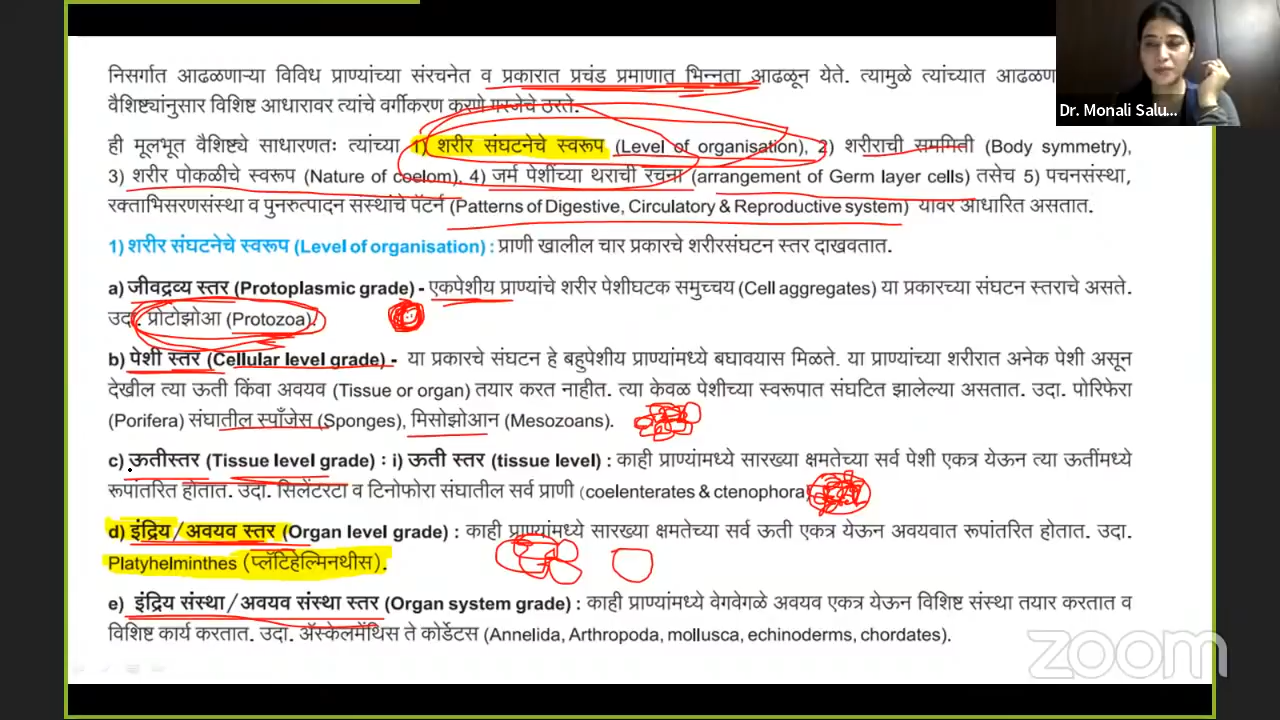 निसर्गात आढळणाऱ्या विविध प्राण्यांच्या संरचनेत व प्रकारात प्रचंड प्रमाणात भिन्नता आढळून येते. त्यामुळे त्यांच्यात आढळण
वैशिष्ट्यांनुसार विशिष्ट आधारावर त्यांचे वर्गीकरण करणे गरजेचे ठरते.
ही मूलभूत वैशिष्ट्ये साधारणतः त्यांच्या 1) शरीर संघटनेचे स्वरूप (Level of organisation), 2) शरीराची सममिती (Body symmetry),
3) शरीर पोकळीचे स्वरूप (Nature of coelom), 4) जर्म पेशींच्या थराची रचना (arrangement of Germ layer cells) तसेच 5) पचनसंस्था,
रक्ताभिसरणसंस्था व पुनरुत्पादन संस्थांचे पॅटर्न (Patterns of Digestive, Circulatory & Reproductive system) यावर आधारित असतात.
1) शरीर संघटनेचे स्वरूप (Level of organisation) : प्राणी खालील चार प्रकारचे शरीरसंघटन स्तर दाखवतात.
a) जीवद्रव्य स्तर (Protoplasmic grade) - एकपेशीय प्राण्यांचे शरीर पेशीघटक समुच्चय (Cell aggregates) या प्रकारच्या संघटन स्तराचे असते.
उदा. प्रोटोझोआ (Protozoa).
b) पेशी स्तर (Cellular level grade) - या प्रकारचे संघटन हे बहुपेशीय प्राण्यांमध्ये बघावयास मिळते. या प्राण्यांच्या शरीरात अनेक पेशी असून
देखील त्या ऊती किंवा अवयव (Tissue or organ) तयार करत नाहीत. त्या केवळ पेशीच्या स्वरूपात संघटित झालेल्या असतात. उदा. पोरिफेरा
(Porifera) संघातील स्पाँजेस (Sponges), मिसोझोआन (Mesozoans).
c) ऊतीस्तर (Tissue level grade) : i) ऊती स्तर (tissue level) : काही प्राण्यांमध्ये सारख्या क्षमतेच्या सर्व पेशी एकत्र येऊन त्या ऊतींमध्ये
रूपांतरित होतात. उदा. सिलेंटरटा व टिनोफोरा संघातील सर्व प्राणी (coelenterates & ctenophora)
d) इंद्रिय/अवयव स्तर (Organ level grade) : काही प्राण्यांमध्ये सारख्या क्षमतेच्या सर्व ऊती एकत्र येऊन अवयवात रूपांतरित होतात. उदा.
Platyhelminthes (प्लॅटिहेल्मिनथीस).
e) इंद्रिय संस्था/अवयव संस्था स्तर (Organ system grade) : काही प्राण्यांमध्ये वेगवेगळे अवयव एकत्र येऊन विशिष्ट संस्था तयार करतात व
विशिष्ट कार्य करतात. उदा. ॲस्केलमेंथिस ते कोर्डेटस (Annelida, Arthropoda, mollusca, echinoderms, chordates).
Dr. Monali Salu...
zoom